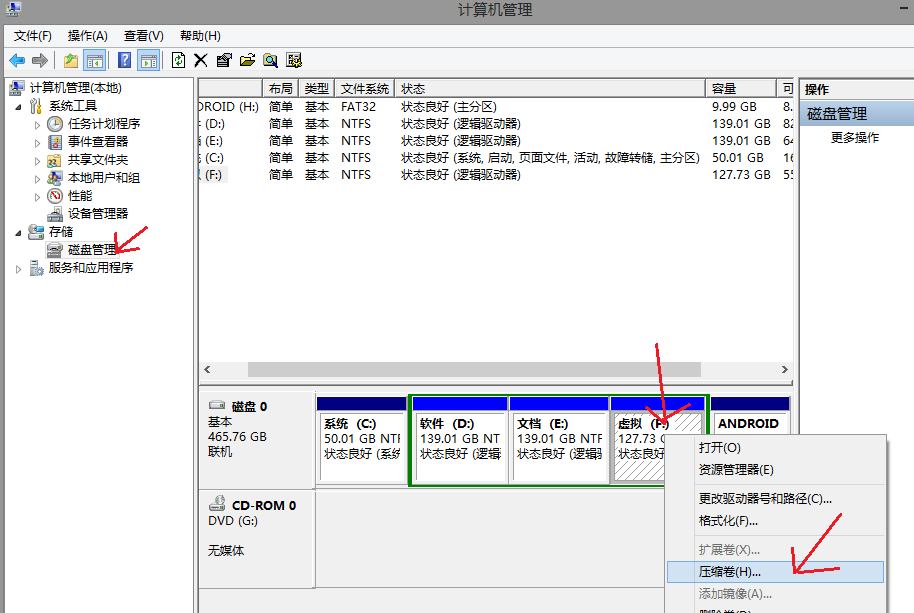 计算机管理
文件(F) 操作(A) 查看(V) 帮助(H)
计算机管理(本地)
系统工具
任务计划程序
事件查看器
共享文件夹
本地用户和组
性能
设备管理器
存储
磁盘管理
服务和应用程序
布局 类型 文件系统 状态 容量 可
DROID (H:) 简单 基本 FAT32 状态良好 (主分区) 9.99 GB 8.
(D:) 简单 基本 NTFS 状态良好 (逻辑驱动器) 139.01 GB 82
(E:) 简单 基本 NTFS 状态良好 (逻辑驱动器) 139.01 GB 64
(C:) 简单 基本 NTFS 状态良好 (系统, 启动, 页面文件, 活动, 故障转储, 主分区) 50.01 GB 16
(F:) 简单 基本 NTFS 状态良好 (逻辑驱动器) 127.73 GB 55
操作
磁盘管理
更多操作
磁盘 0
基本
465.76 GB
联机
系统 (C:)
50.01 GB NTF
状态良好 (系统
软件 (D:)
139.01 GB NT
状态良好 (逻辑
文档 (E:)
139.01 GB NTF
状态良好 (逻辑
虚拟 (F:)
127.73
状态良好
ANDROID
CD-ROM 0
DVD (G:)
无媒体
打开(O)
资源管理器(E)
更改驱动器号和路径(C)...
格式化(F)...
扩展卷(X)...
压缩卷(H)...
添加镜像(A)...